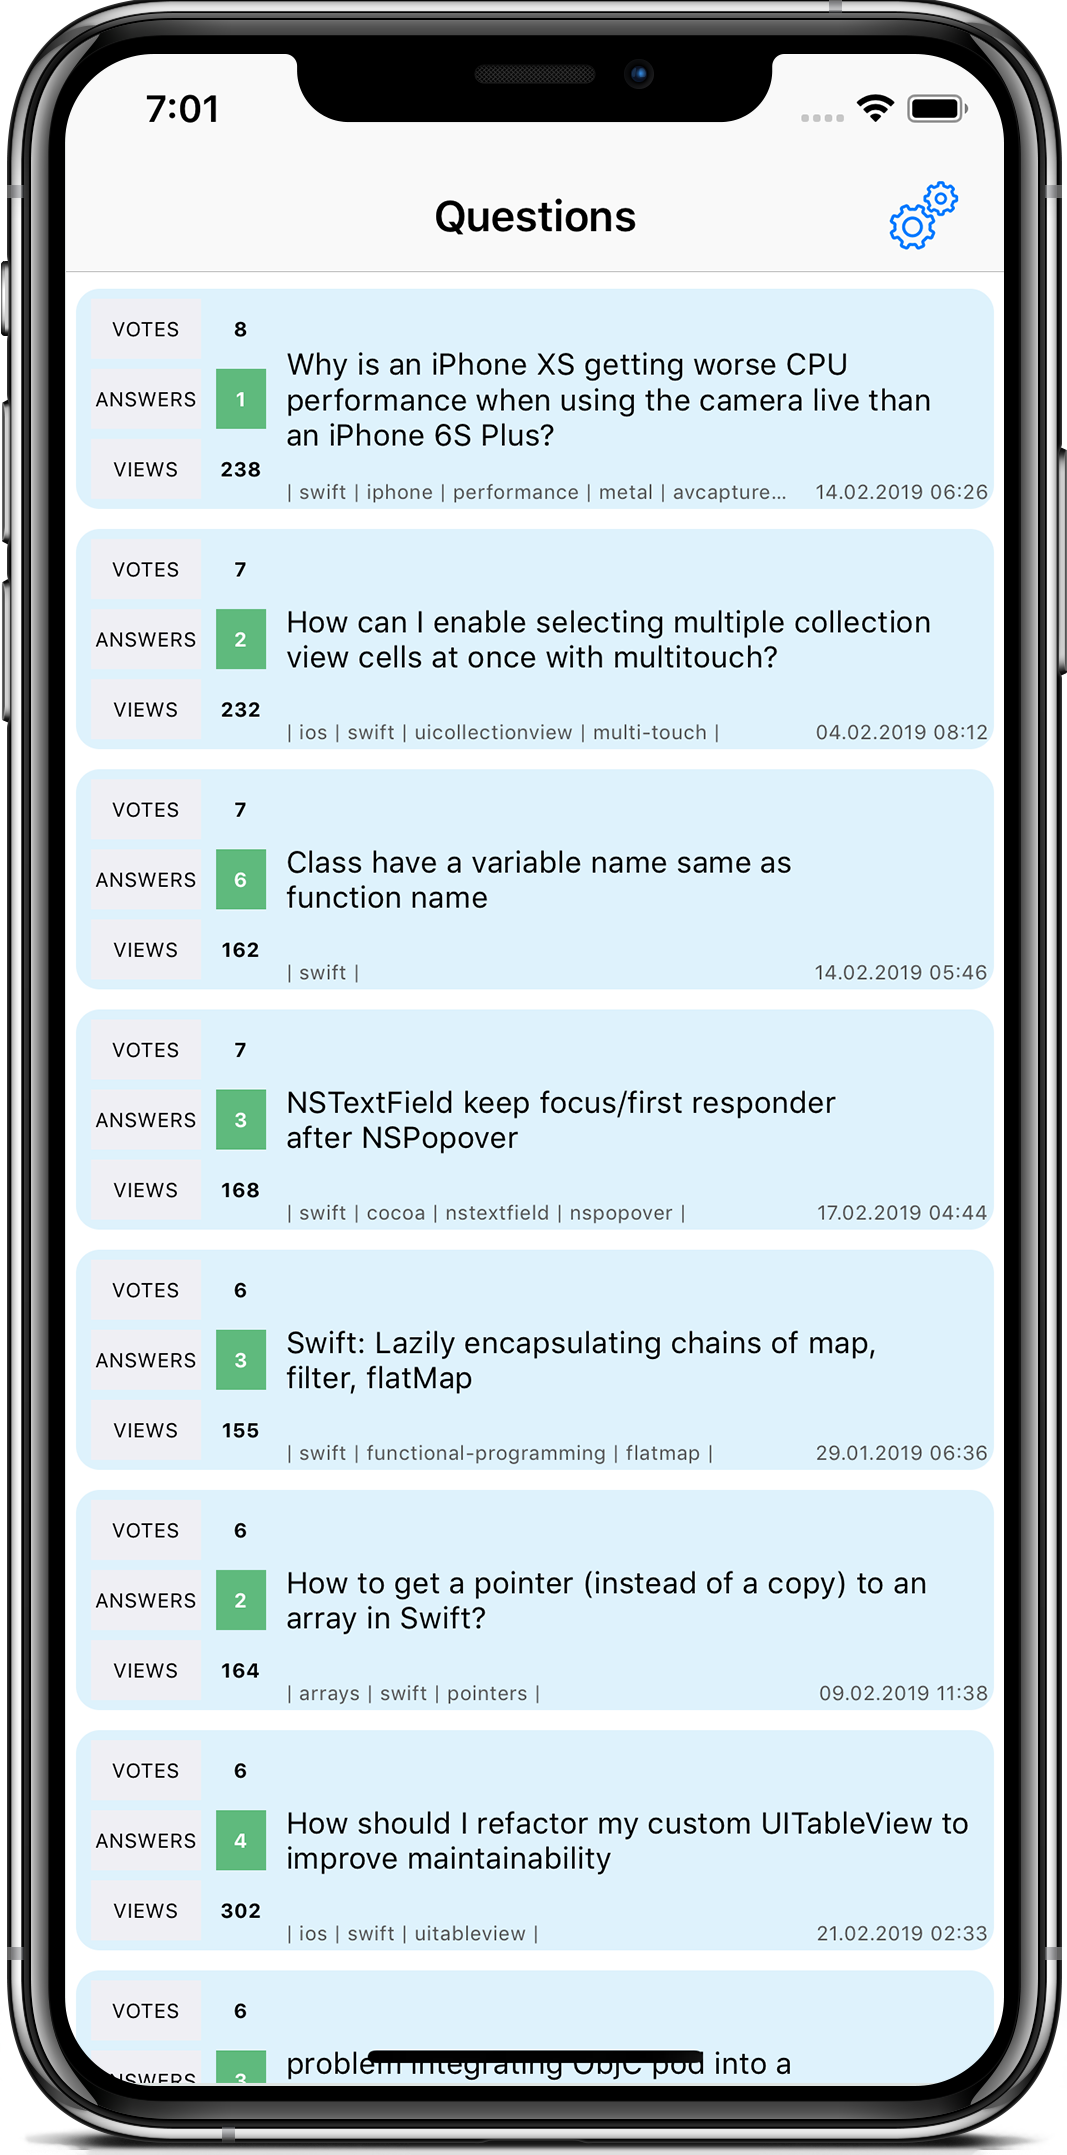 7:01
Questions
VOTES 8
ANSWERS 1
VIEWS 238
Why is an iPhone XS getting worse CPU
performance when using the camera live than
an iPhone 6S Plus?
| swift | iphone | performance | metal | avcapture... 14.02.2019 06:26
VOTES 7
ANSWERS 2
VIEWS 232
How can I enable selecting multiple collection
view cells at once with multitouch?
| ios | swift | uicollectionview | multi-touch | 04.02.2019 08:12
VOTES 7
ANSWERS 6
VIEWS 162
Class have a variable name same as
function name
| swift | 14.02.2019 05:46
VOTES 7
ANSWERS 3
VIEWS 168
NSTextField keep focus/first responder
after NSPopover
| swift | cocoa | nstextfield | nspopover | 17.02.2019 04:44
VOTES 6
ANSWERS 3
VIEWS 155
Swift: Lazily encapsulating chains of map,
filter, flatMap
| swift | functional-programming | flatmap | 29.01.2019 06:36
VOTES 6
ANSWERS 2
VIEWS 164
How to get a pointer (instead of a copy) to an
array in Swift?
| arrays | swift | pointers | 09.02.2019 11:38
VOTES 6
ANSWERS 4
VIEWS 302
How should I refactor my custom UITableView to
improve maintainability
| ios | swift | uitableview | 21.02.2019 02:33
VOTES 6
NSWERS 3
problem integrating ObjC pod into a